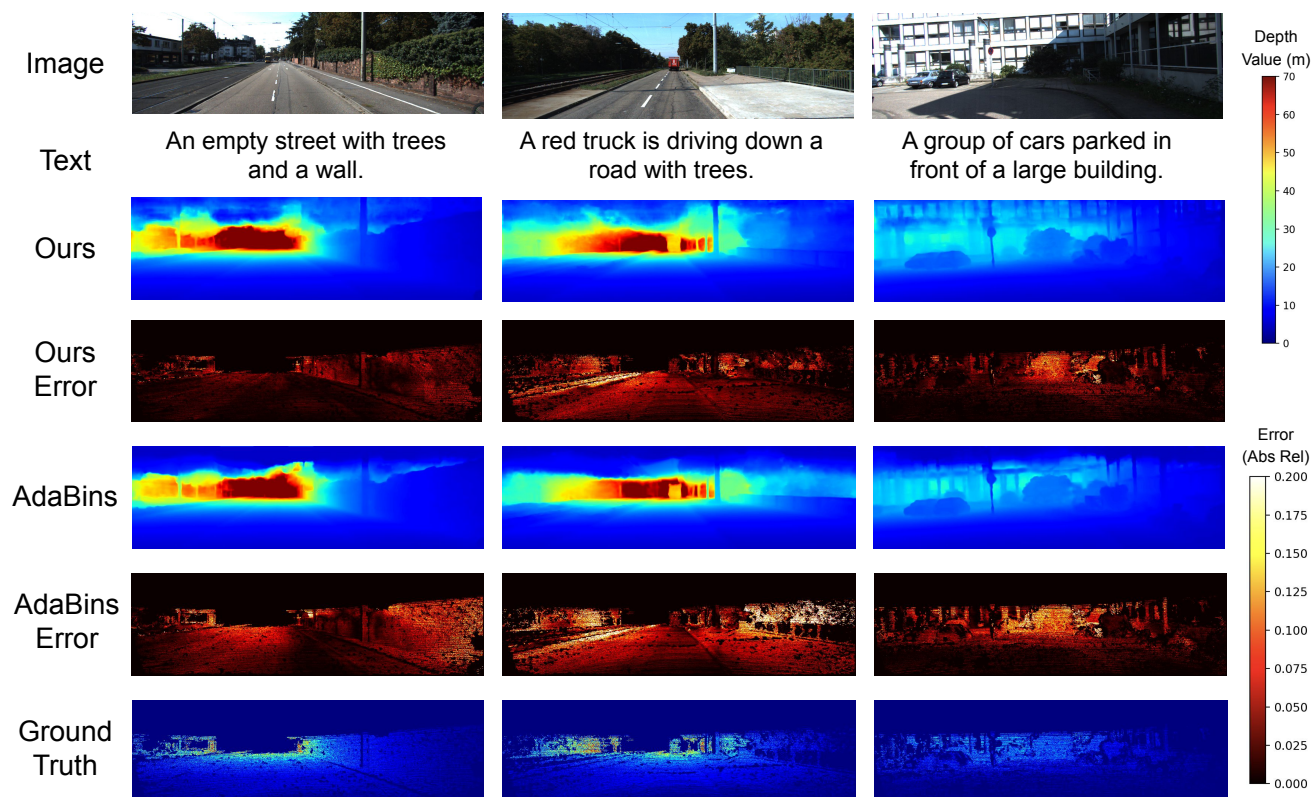 Image
Text
An empty street with trees
and a wall.
A red truck is driving down a
road with trees.
A group of cars parked in
front of a large building.
Ours
Ours
Error
AdaBins
AdaBins
Error
Ground
Truth
Depth
Value (m)
70
60
50
40
30
20
10
0
Error
(Abs Rel)
0.200
0.175
0.150
0.125
0.100
0.075
0.050
0.025
0.000